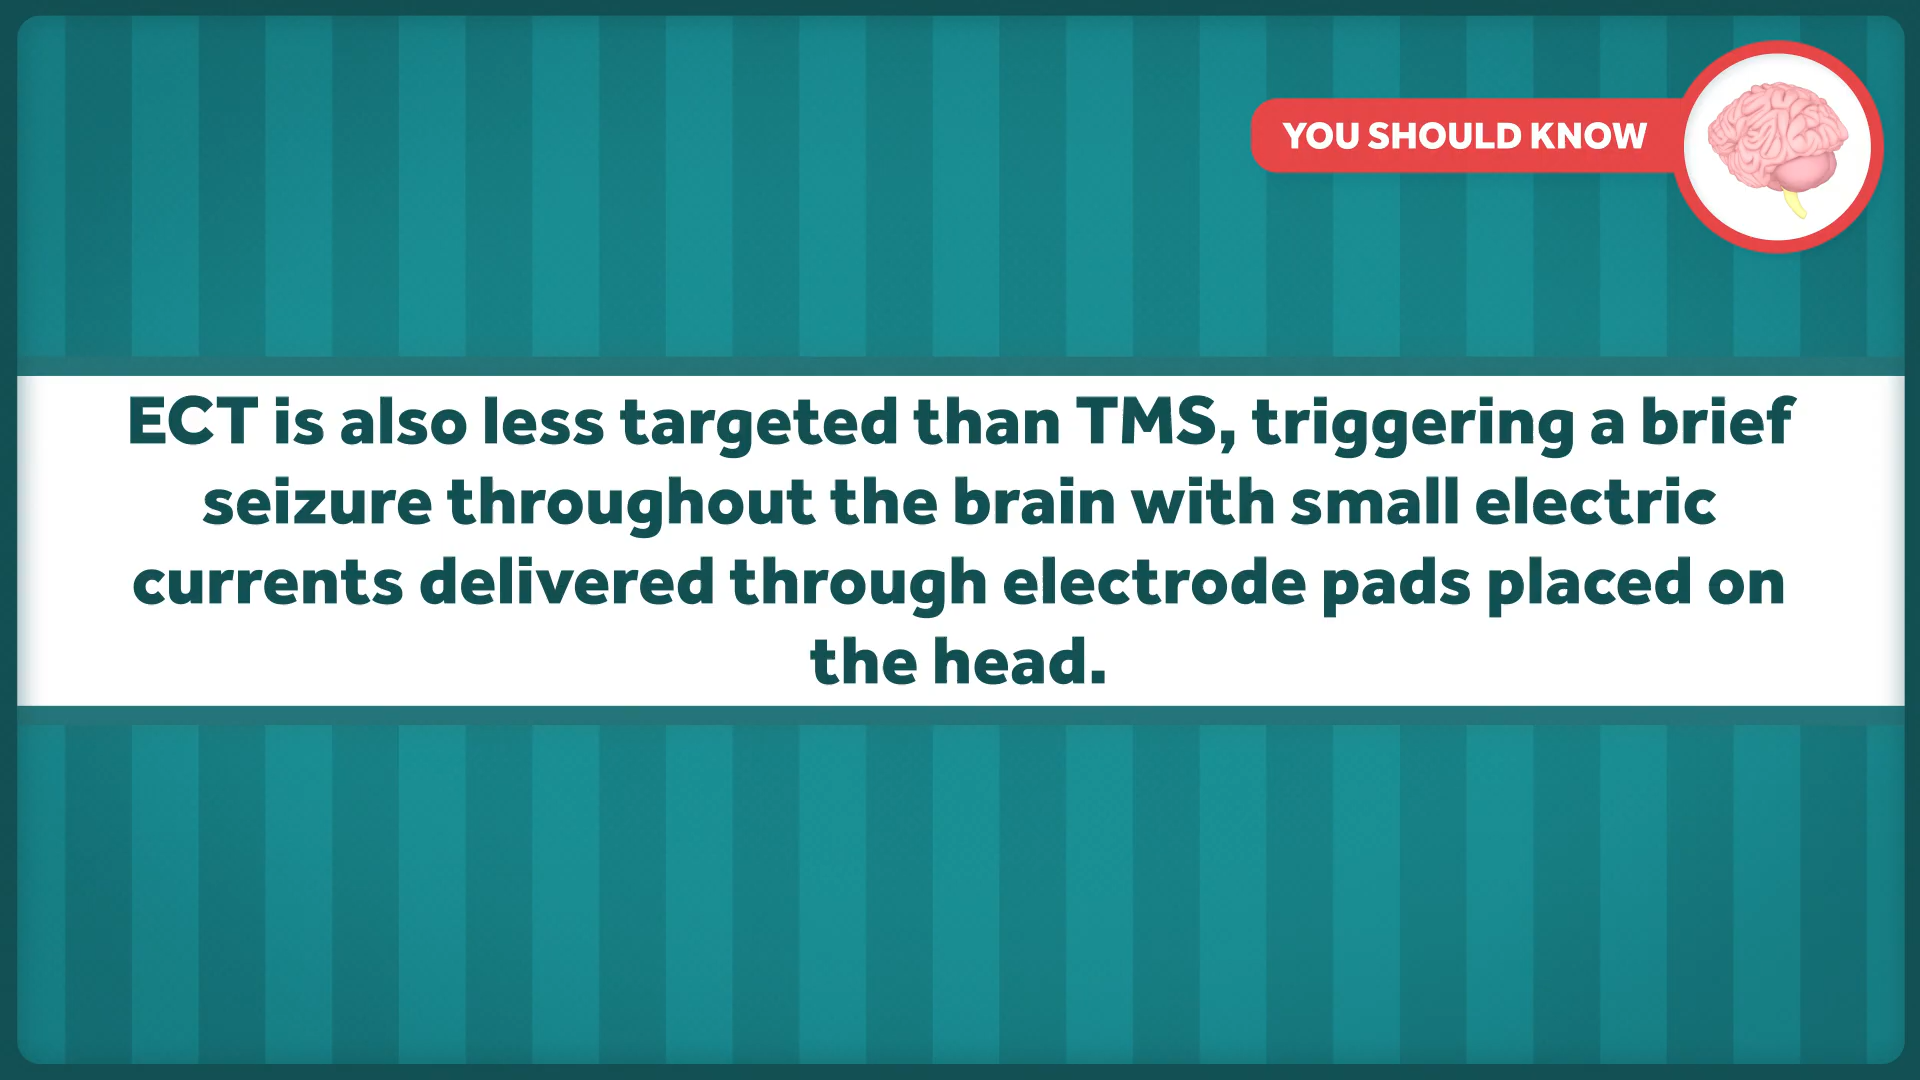 YOU SHOULD KNOW
ECT is also less targeted than TMS, triggering a brief
seizure throughout the brain with small electric
currents delivered through electrode pads placed on
the head.